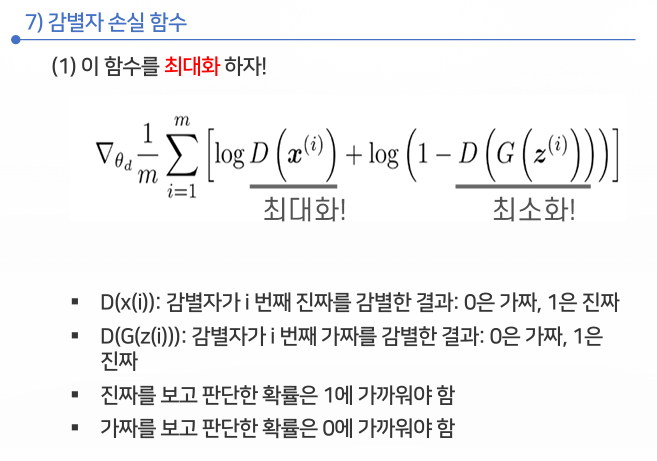 7) 감별자 손실 함수
(1) 이 함수를 최대화 하자!
$\nabla_{\theta_d} \frac{1}{m} \sum_{i=1}^{m} \left[ \log D\left(\boldsymbol{x}^{(i)}\right) + \log\left(1 - D\left(G\left(\boldsymbol{z}^{(i)}\right)\right)\right) \right]$
최대화! 최소화!
▪ D(x(i)): 감별자가 i 번째 진짜를 감별한 결과: 0은 가짜, 1은 진짜
▪ D(G(z(i))): 감별자가 i 번째 가짜를 감별한 결과: 0은 가짜, 1은
진짜
▪ 진짜를 보고 판단한 확률은 1에 가까워야 함
▪ 가짜를 보고 판단한 확률은 0에 가까워야 함